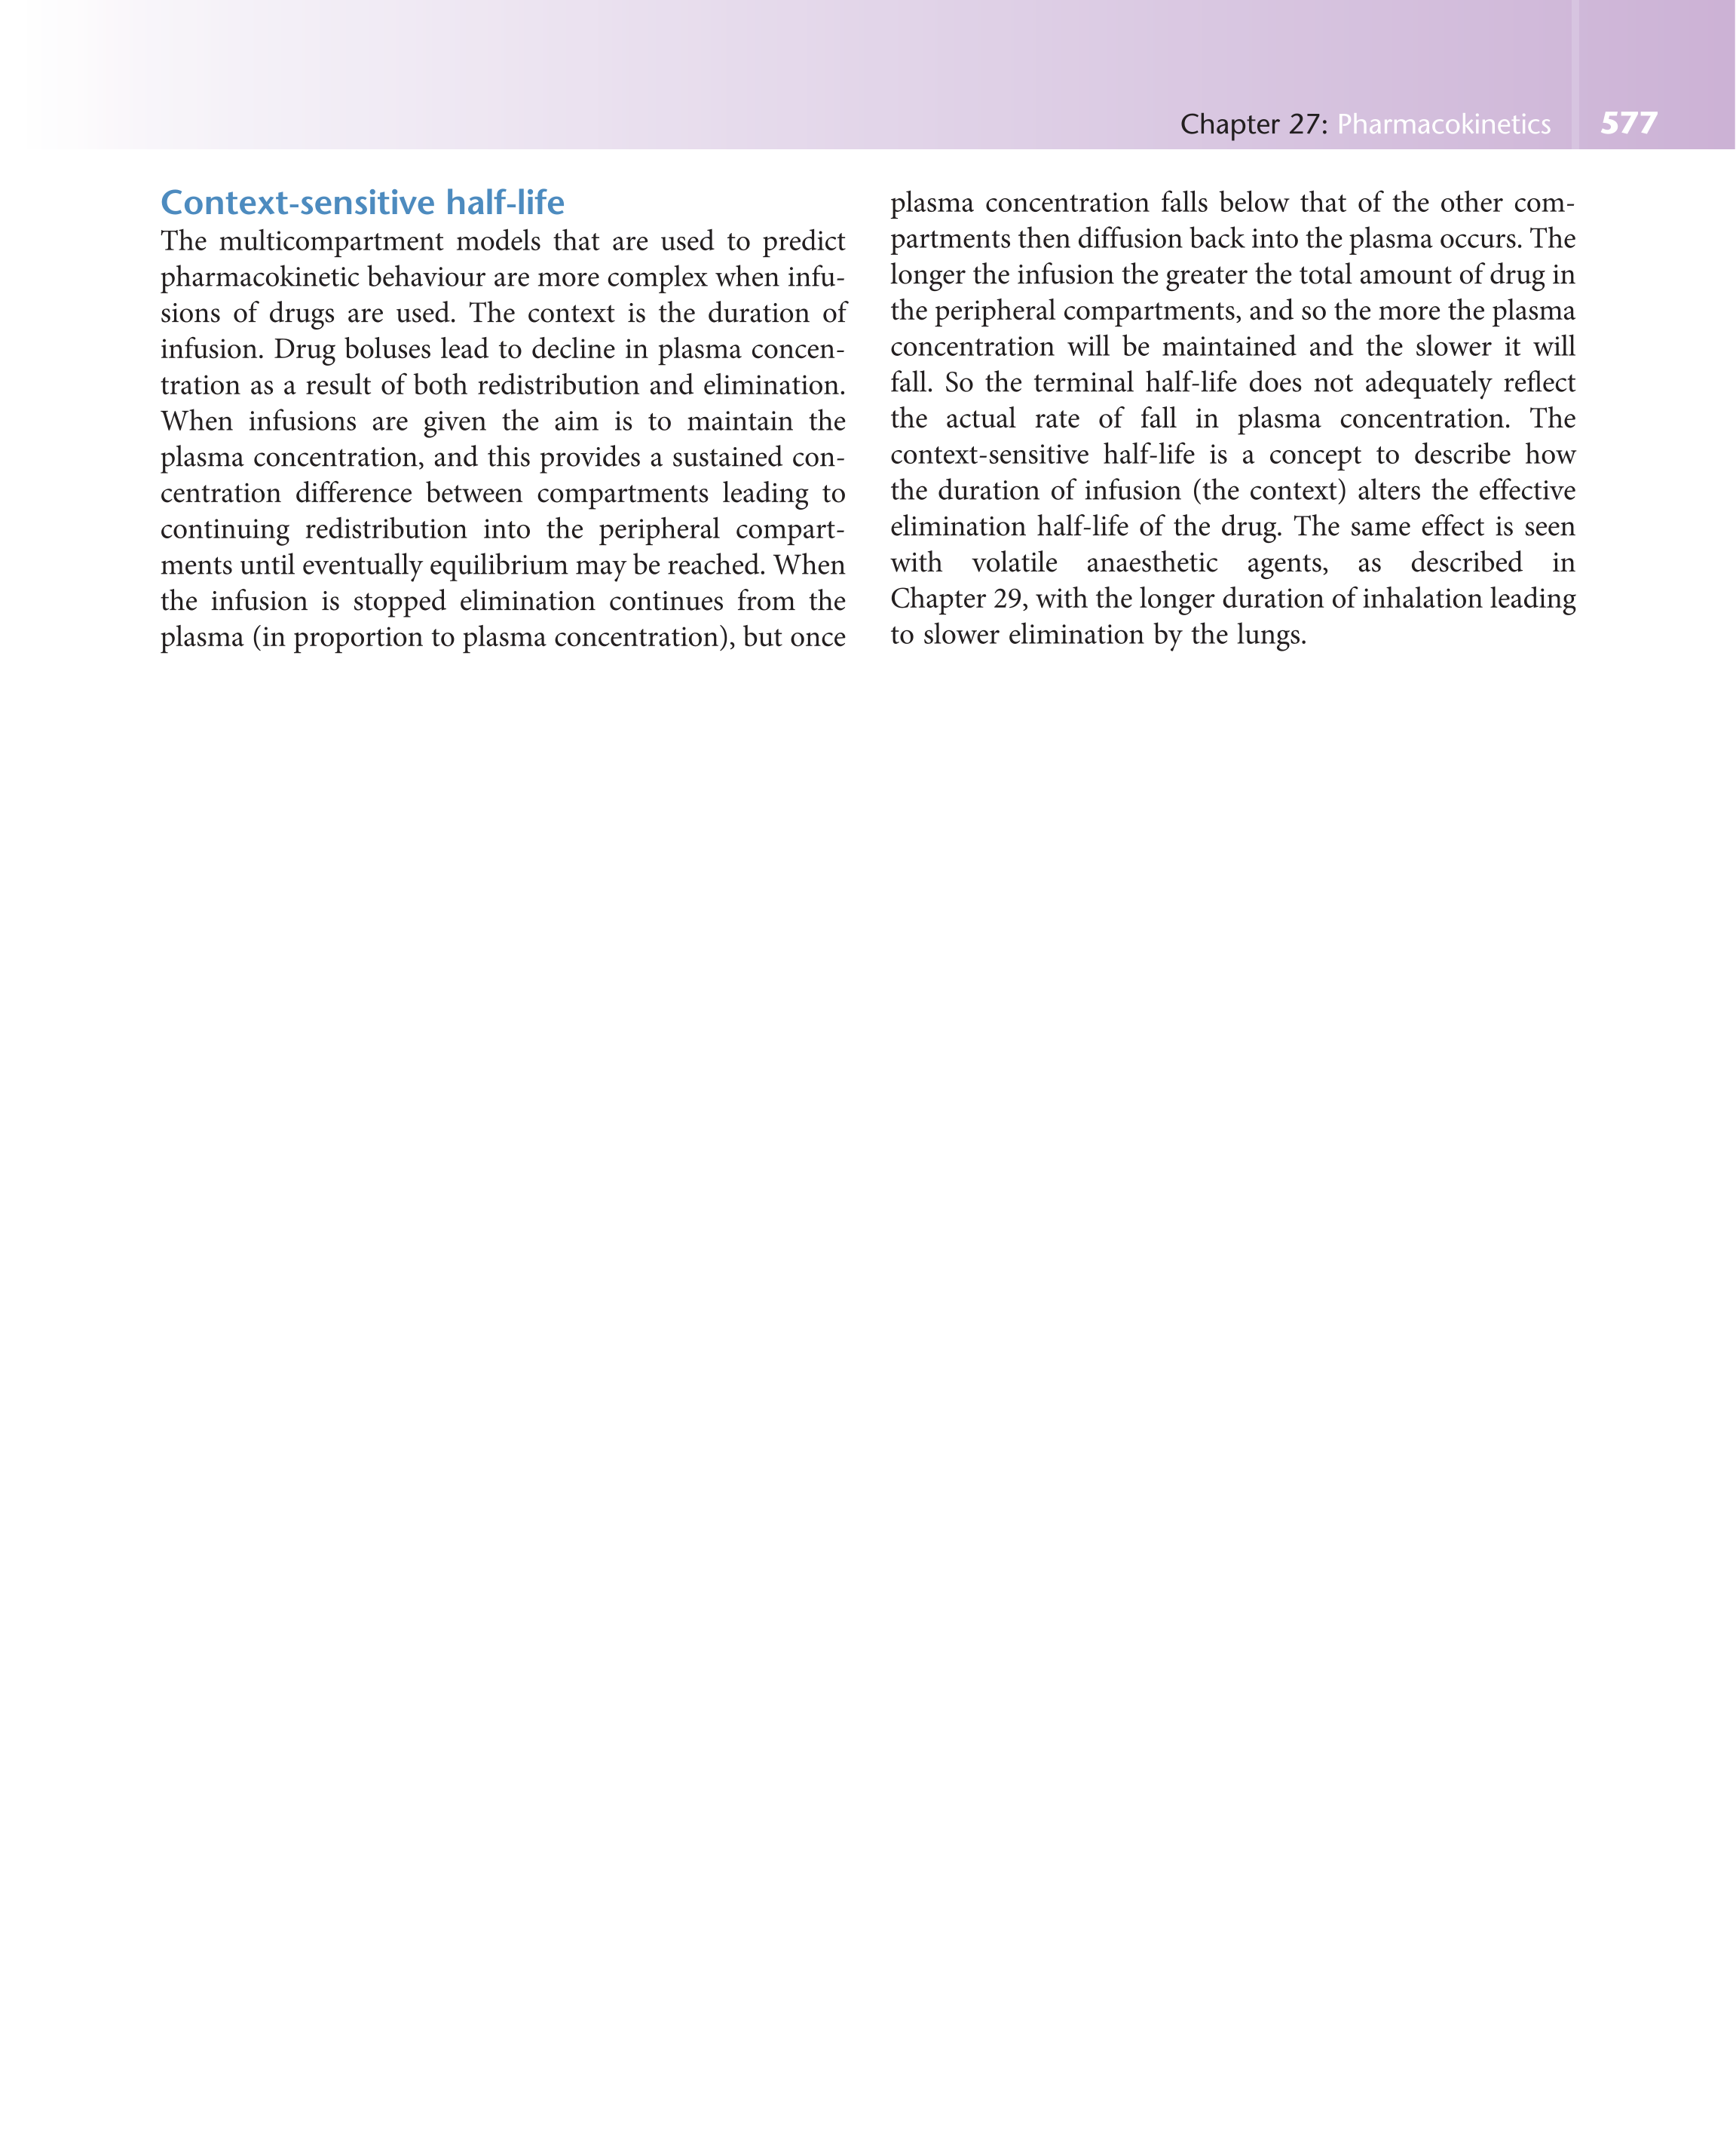 Chapter 27: Pharmacokinetics 577
Context-sensitive half-life
The multicompartment models that are used to predict
pharmacokinetic behaviour are more complex when infu-
sions of drugs are used. The context is the duration of
infusion. Drug boluses lead to decline in plasma concen-
tration as a result of both redistribution and elimination.
When infusions are given the aim is to maintain the
plasma concentration, and this provides a sustained con-
centration difference between compartments leading to
continuing redistribution into the peripheral compart-
ments until eventually equilibrium may be reached. When
the infusion is stopped elimination continues from the
plasma (in proportion to plasma concentration), but once
plasma concentration falls below that of the other com-
partments then diffusion back into the plasma occurs. The
longer the infusion the greater the total amount of drug in
the peripheral compartments, and so the more the plasma
concentration will be maintained and the slower it will
fall. So the terminal half-life does not adequately reflect
the actual rate of fall in plasma concentration. The
context-sensitive half-life is a concept to describe how
the duration of infusion (the context) alters the effective
elimination half-life of the drug. The same effect is seen
with volatile anaesthetic agents, as described in
Chapter 29, with the longer duration of inhalation leading
to slower elimination by the lungs.